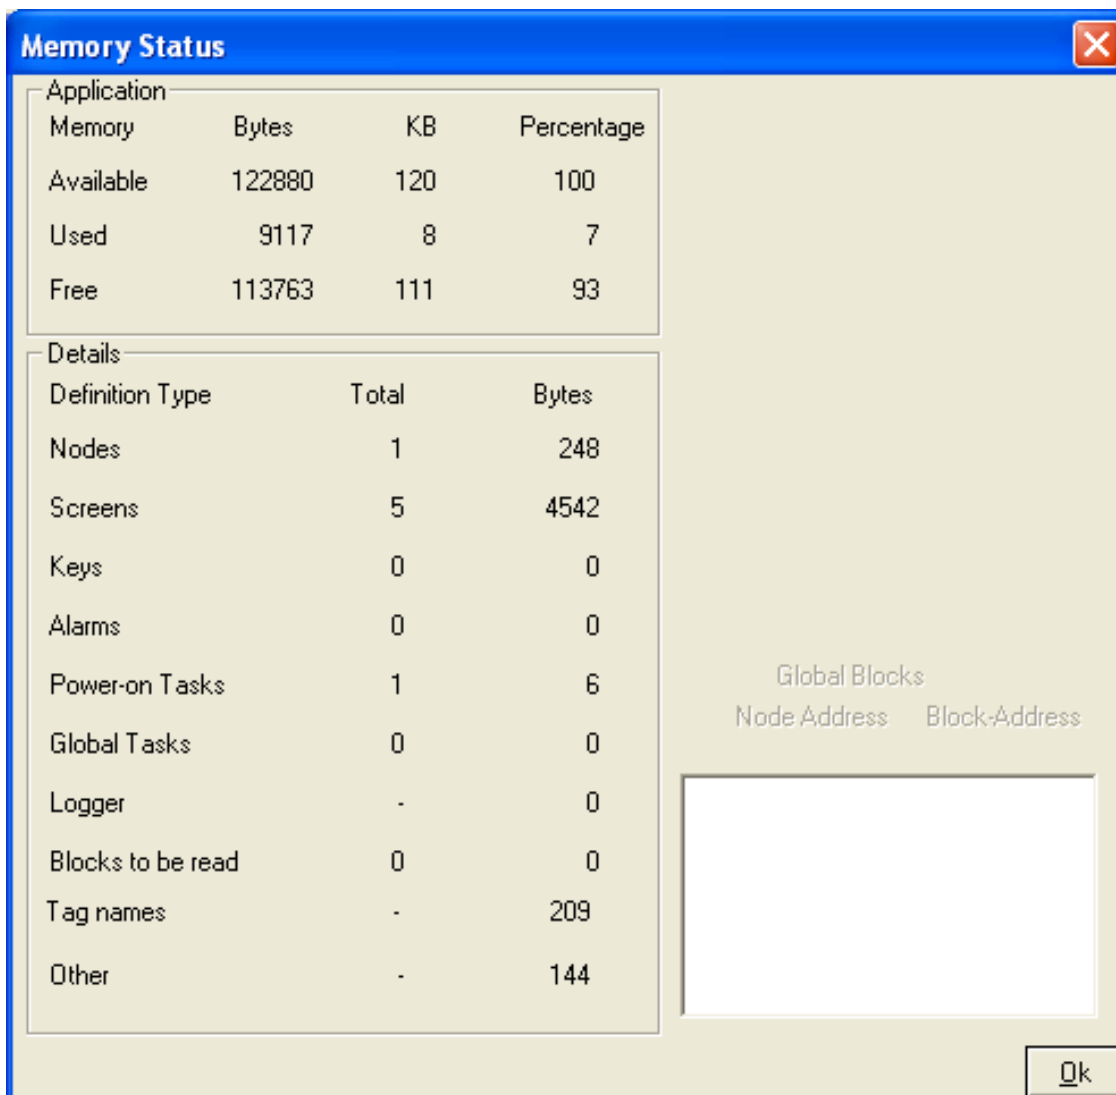 Memory Status
Application
Memory Bytes KB Percentage
Available 122880 120 100
Used 9117 8 7
Free 113763 111 93
Details
Definition Type Total Bytes
Nodes 1 248
Screens 5 4542
Keys 0 0
Alarms 0 0
Power-on Tasks 1 6
Global Tasks 0 0
Logger - 0
Blocks to be read 0 0
Tag names - 209
Other - 144
Global Blocks
Node Address Block-Address
Ok